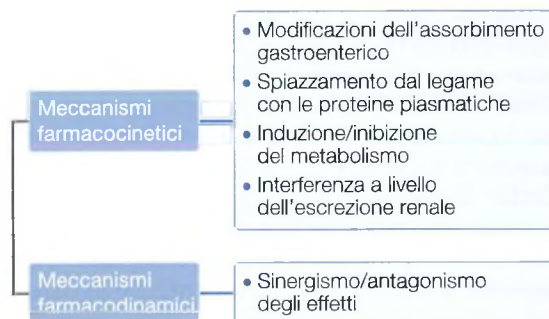 Meccanismi
farmacocinetici
• Modificazioni dell'assorbimento
gastroenterico
• Spiazzamento dal legame
con le proteine piasmatiche
• Induzione/inibizione
del metabolismo
• Interferenza a livello
dell'escrezione renale
Meccanismi
farmacodinamici
• Sinergismo/antagonismo
degli effetti